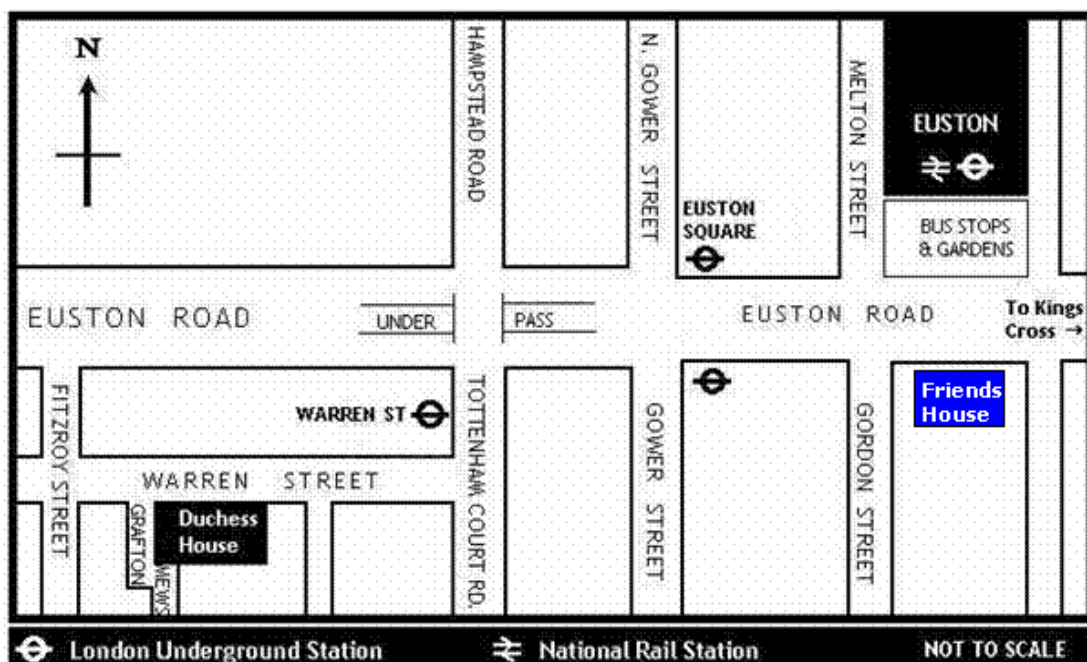 N
HAMPSTEAD ROAD
N. GOWER STREET
MELTON STREET
EUSTON
EUSTON
SQUARE
BUS STOPS
& GARDENS
EUSTON ROAD
UNDER
PASS
EUSTON ROAD
To Kings
Cross →
FITZROY STREET
WARREN ST
TOTTENHAM COURT RD.
GOWER STREET
GORDON STREET
Friends
House
WARREN STREET
GRAFTON
MEWS
Duchess
House
London Underground Station
National Rail Station
NOT TO SCALE